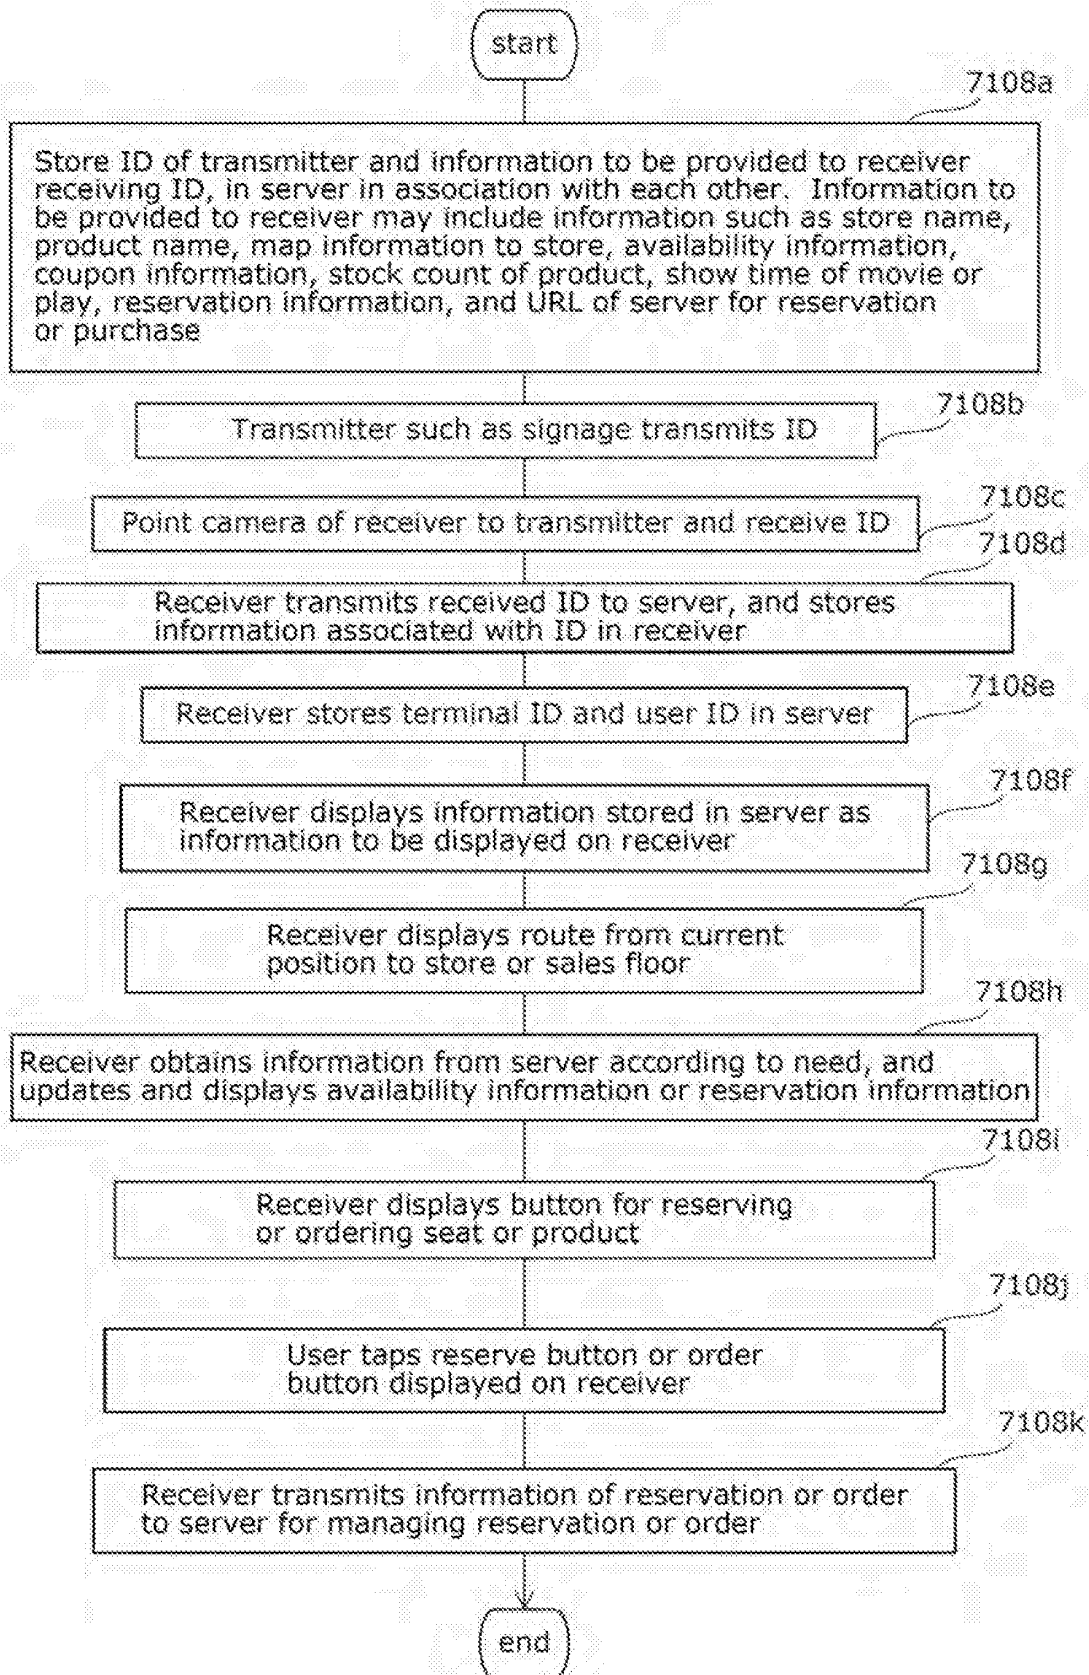 start
7108a
Store ID of transmitter and information to be provided to receiver
receiving ID, in server in association with each other. Information to
be provided to receiver may include information such as store name,
product name, map information to store, availability information,
coupon information, stock count of product, show time of movie or
play, reservation information, and URL of server for reservation
or purchase
7108b
Transmitter such as signage transmits ID
7108c
Point camera of receiver to transmitter and receive ID
7108d
Receiver transmits received ID to server, and stores
information associated with ID in receiver
7108e
Receiver stores terminal ID and user ID in server
7108f
Receiver displays information stored in server as
information to be displayed on receiver
7108g
Receiver displays route from current
position to store or sales floor
7108h
Receiver obtains information from server according to need, and
updates and displays availability information or reservation information
7108i
Receiver displays button for reserving
or ordering seat or product
7108j
User taps reserve button or order
button displayed on receiver
7108k
Receiver transmits information of reservation or order
to server for managing reservation or order
end